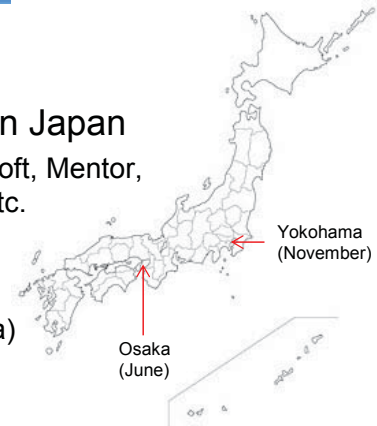 n Japan
oft, Mentor,
tc.
a)
Yokohama
(November)
Osaka
(June)